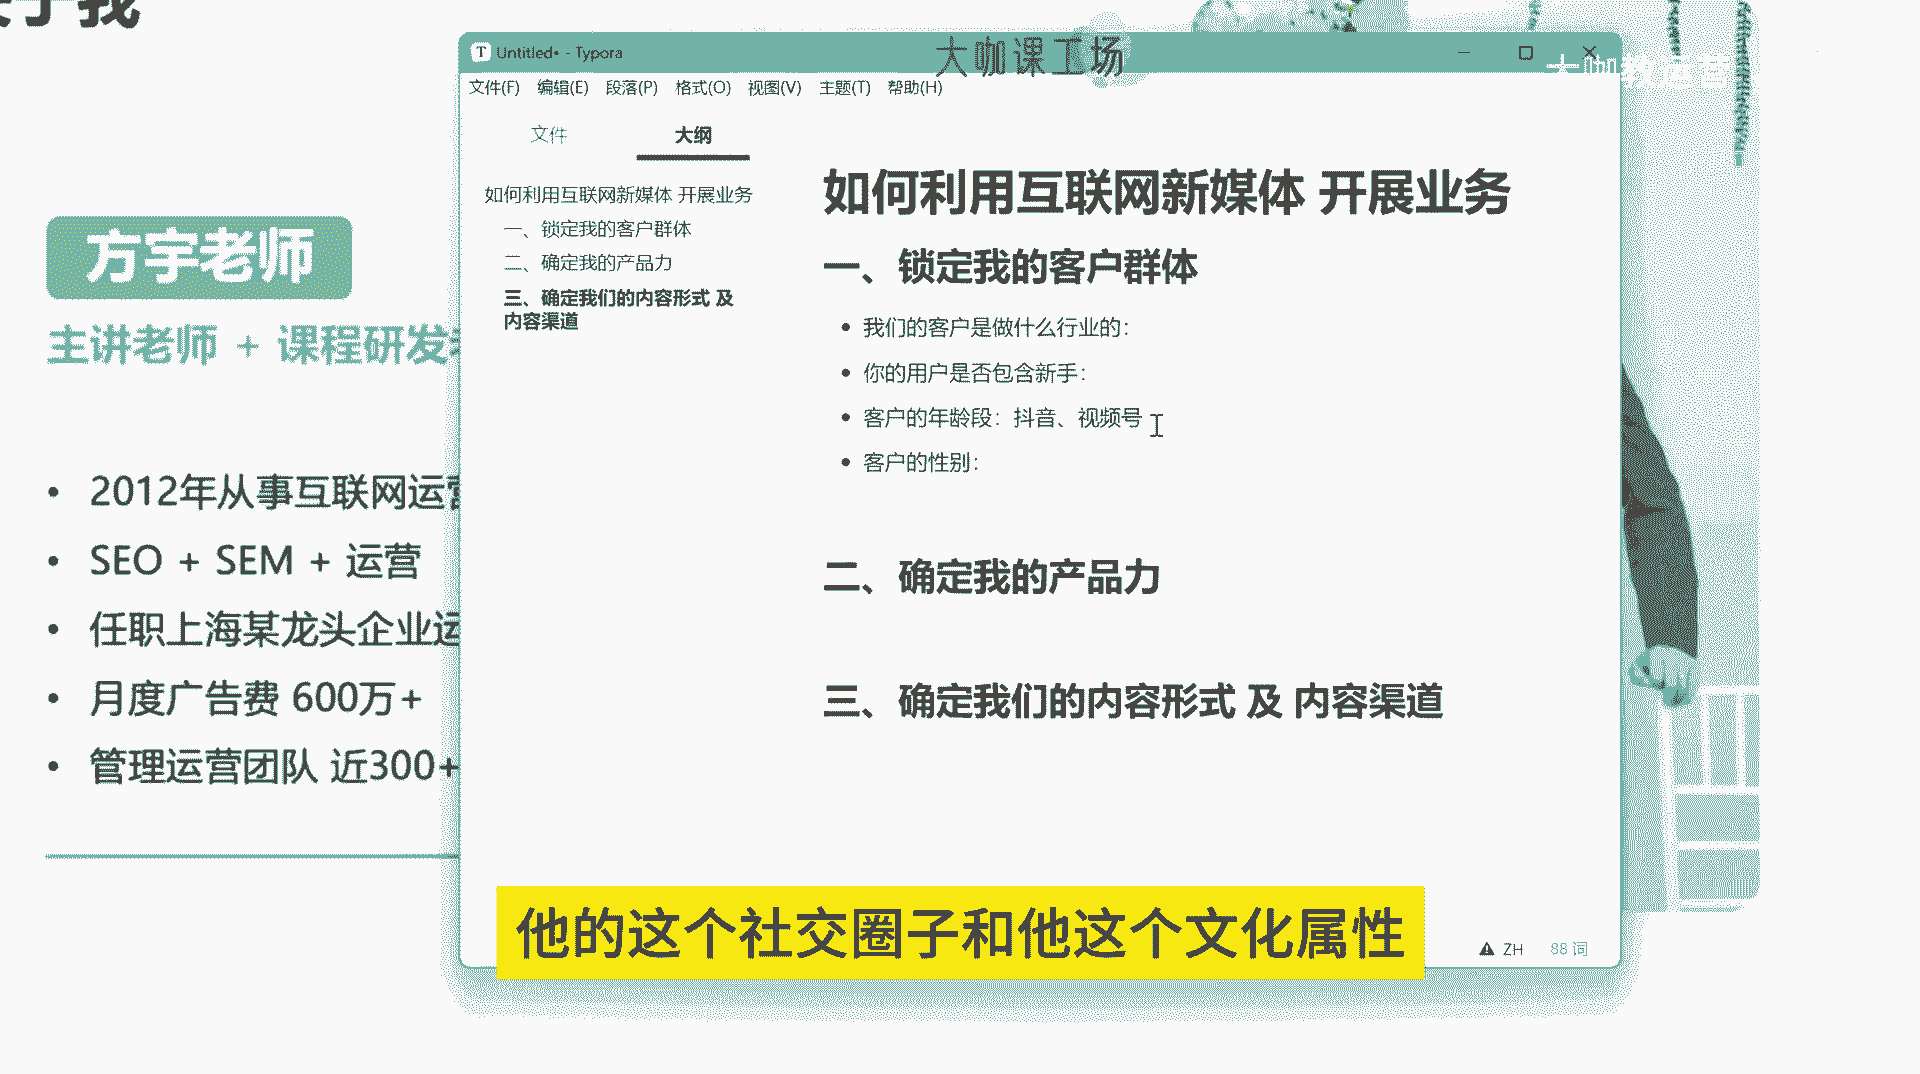 于我
方宇老师
主讲老师 + 课程研发
2012年从事互联网运营
SEO + SEM + 运营
任职上海某龙头企业运
月度广告费 600万+
管理运营团队 近300+
Untitled• - Typora
大咖课工场
大咖教运营
文件(F) 编辑(E) 段落(P) 格式(O) 视图(V) 主题(T) 帮助(H)
文件 大纲
如何利用互联网新媒体 开展业务
一、锁定我的客户群体
二、确定我的产品力
三、确定我们的内容形式 及
内容渠道
如何利用互联网新媒体 开展业务
一、锁定我的客户群体
我们的客户是做什么行业的：
你的用户是否包含新手：
客户的年龄段：抖音、视频号
客户的性别：
二、确定我的产品力
三、确定我们的内容形式 及 内容渠道
他的这个社交圈子和他这个文化属性
ZH 88 词